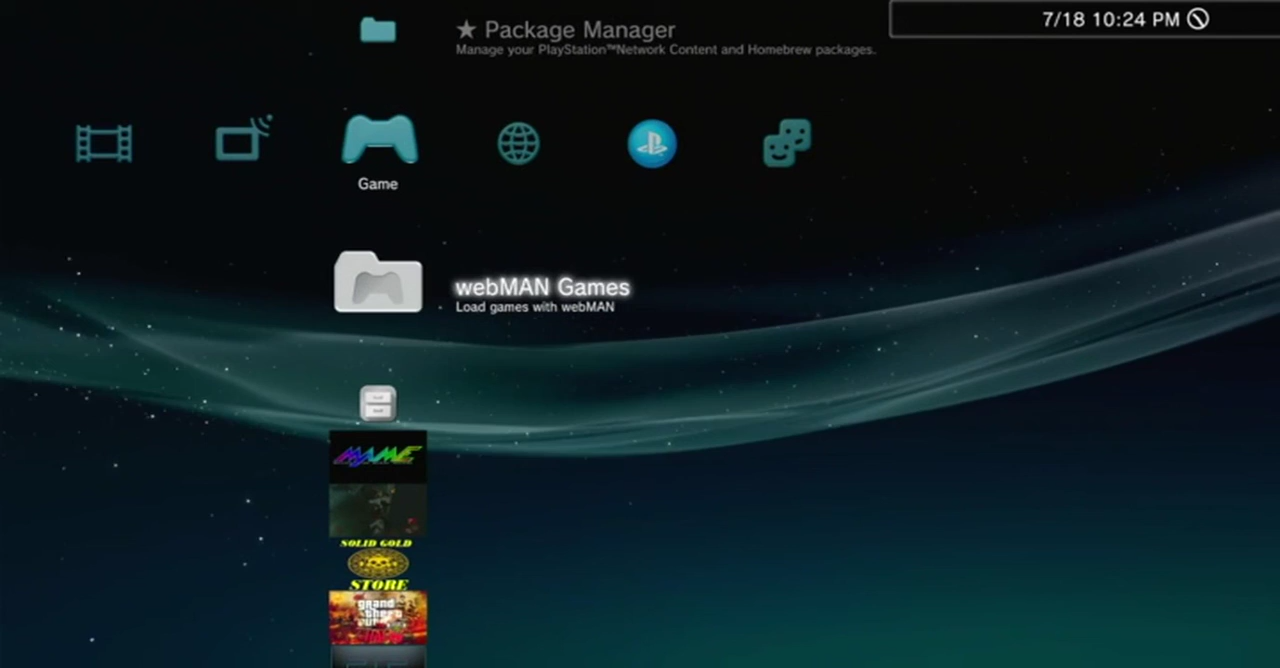 ★ Package Manager
Manage your PlayStation™Network Content and Homebrew packages.
7/18 10:24 PM
Game
webMAN Games
Load games with webMAN
MAME
SOLID GOLD
STORE
grand
theft